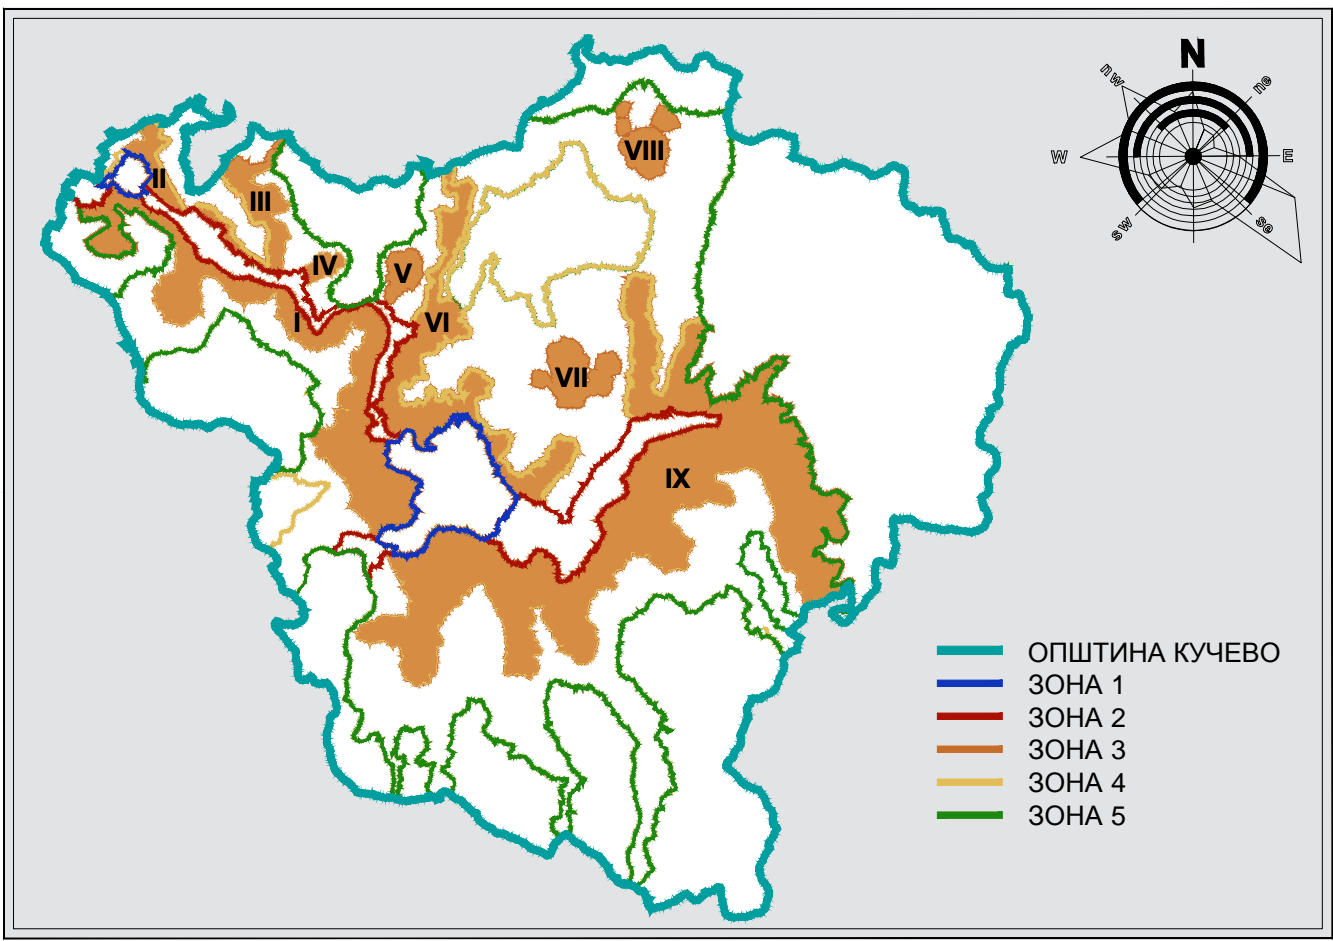 N
nw
ne
W
E
sw
se
VIII
II
III
IV
V
I
VI
VII
IX
ОПШТИНА КУЧЕВО
ЗОНА 1
ЗОНА 2
ЗОНА 3
ЗОНА 4
ЗОНА 5